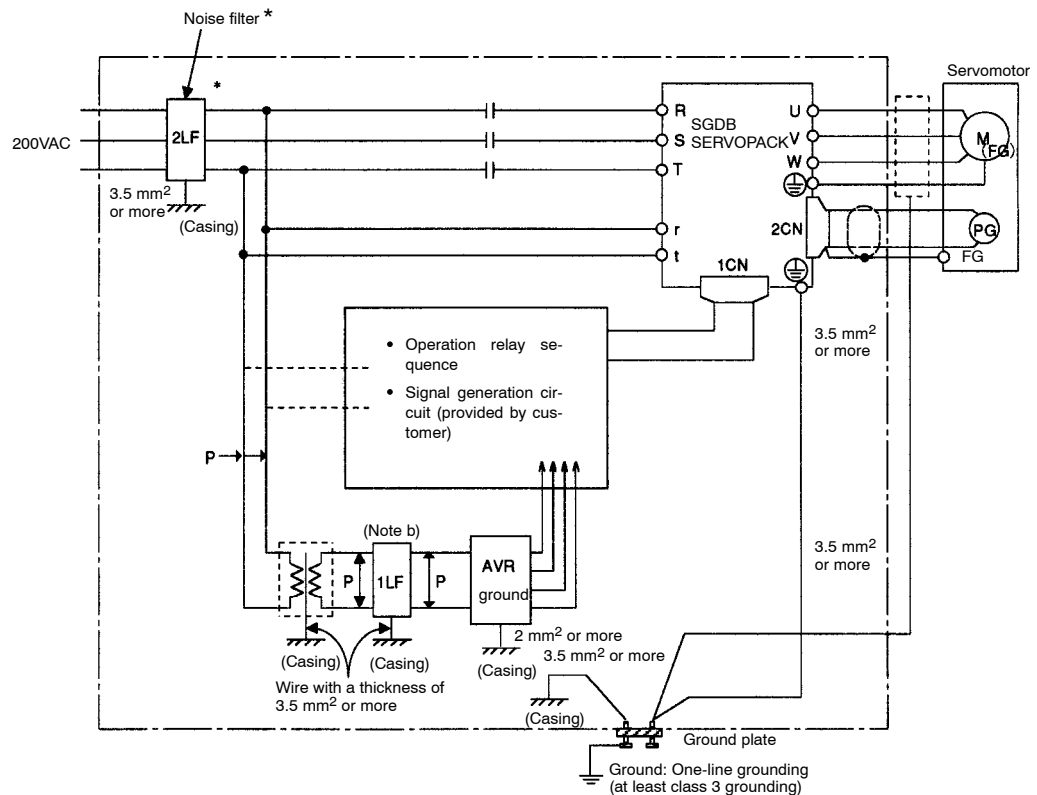 Noise filter *
*
Servomotor
200VAC
2LF
3.5 mm2
or more
(Casing)
R
S
T
r
t
SGDB
SERVOPACK
U
V
W
M
(FG)
2CN
PG
FG
1CN
• Operation relay se-
quence
• Signal generation cir-
cuit (provided by cus-
tomer)
3.5 mm2
or more
P
(Note b)
P
1LF
P
AVR
ground
3.5 mm2
or more
(Casing)
(Casing)
Wire with a thickness of
3.5 mm2 or more
2 mm2 or more
(Casing)
3.5 mm2 or more
(Casing)
Ground plate
Ground: One-line grounding
(at least class 3 grounding)